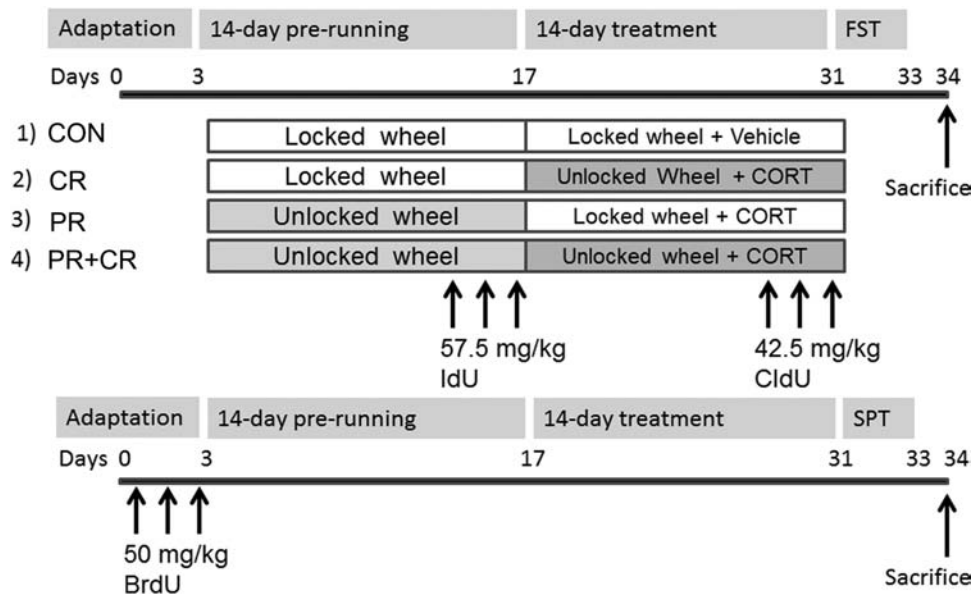 Adaptation 14-day pre-running 14-day treatment FST
Days 0 3 17 31 33 34
1) CON Locked wheel Locked wheel + Vehicle
2) CR Locked wheel Unlocked Wheel + CORT
Sacrifice
3) PR Unlocked wheel Locked wheel + CORT
4) PR+CR Unlocked wheel Unlocked wheel + CORT
57.5 mg/kg 42.5 mg/kg
IdU CldU
Adaptation 14-day pre-running 14-day treatment SPT
Days 0 3 17 31 33 34
50 mg/kg
BrdU
Sacrifice